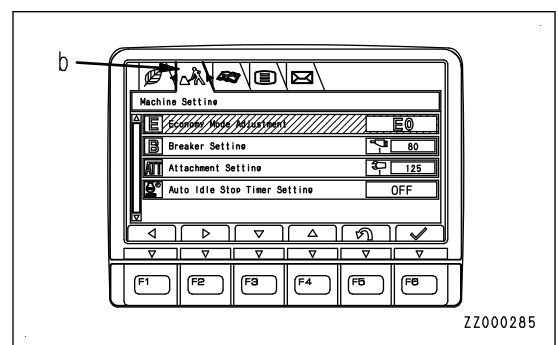 b
Machine Setting
E Economy Mode Adjustment E0
B Breaker Setting 80
ATT Attachment Setting 125
Auto Idle Stop Timer Setting OFF
F1 F2 F3 F4 F5 F6
ZZ000285